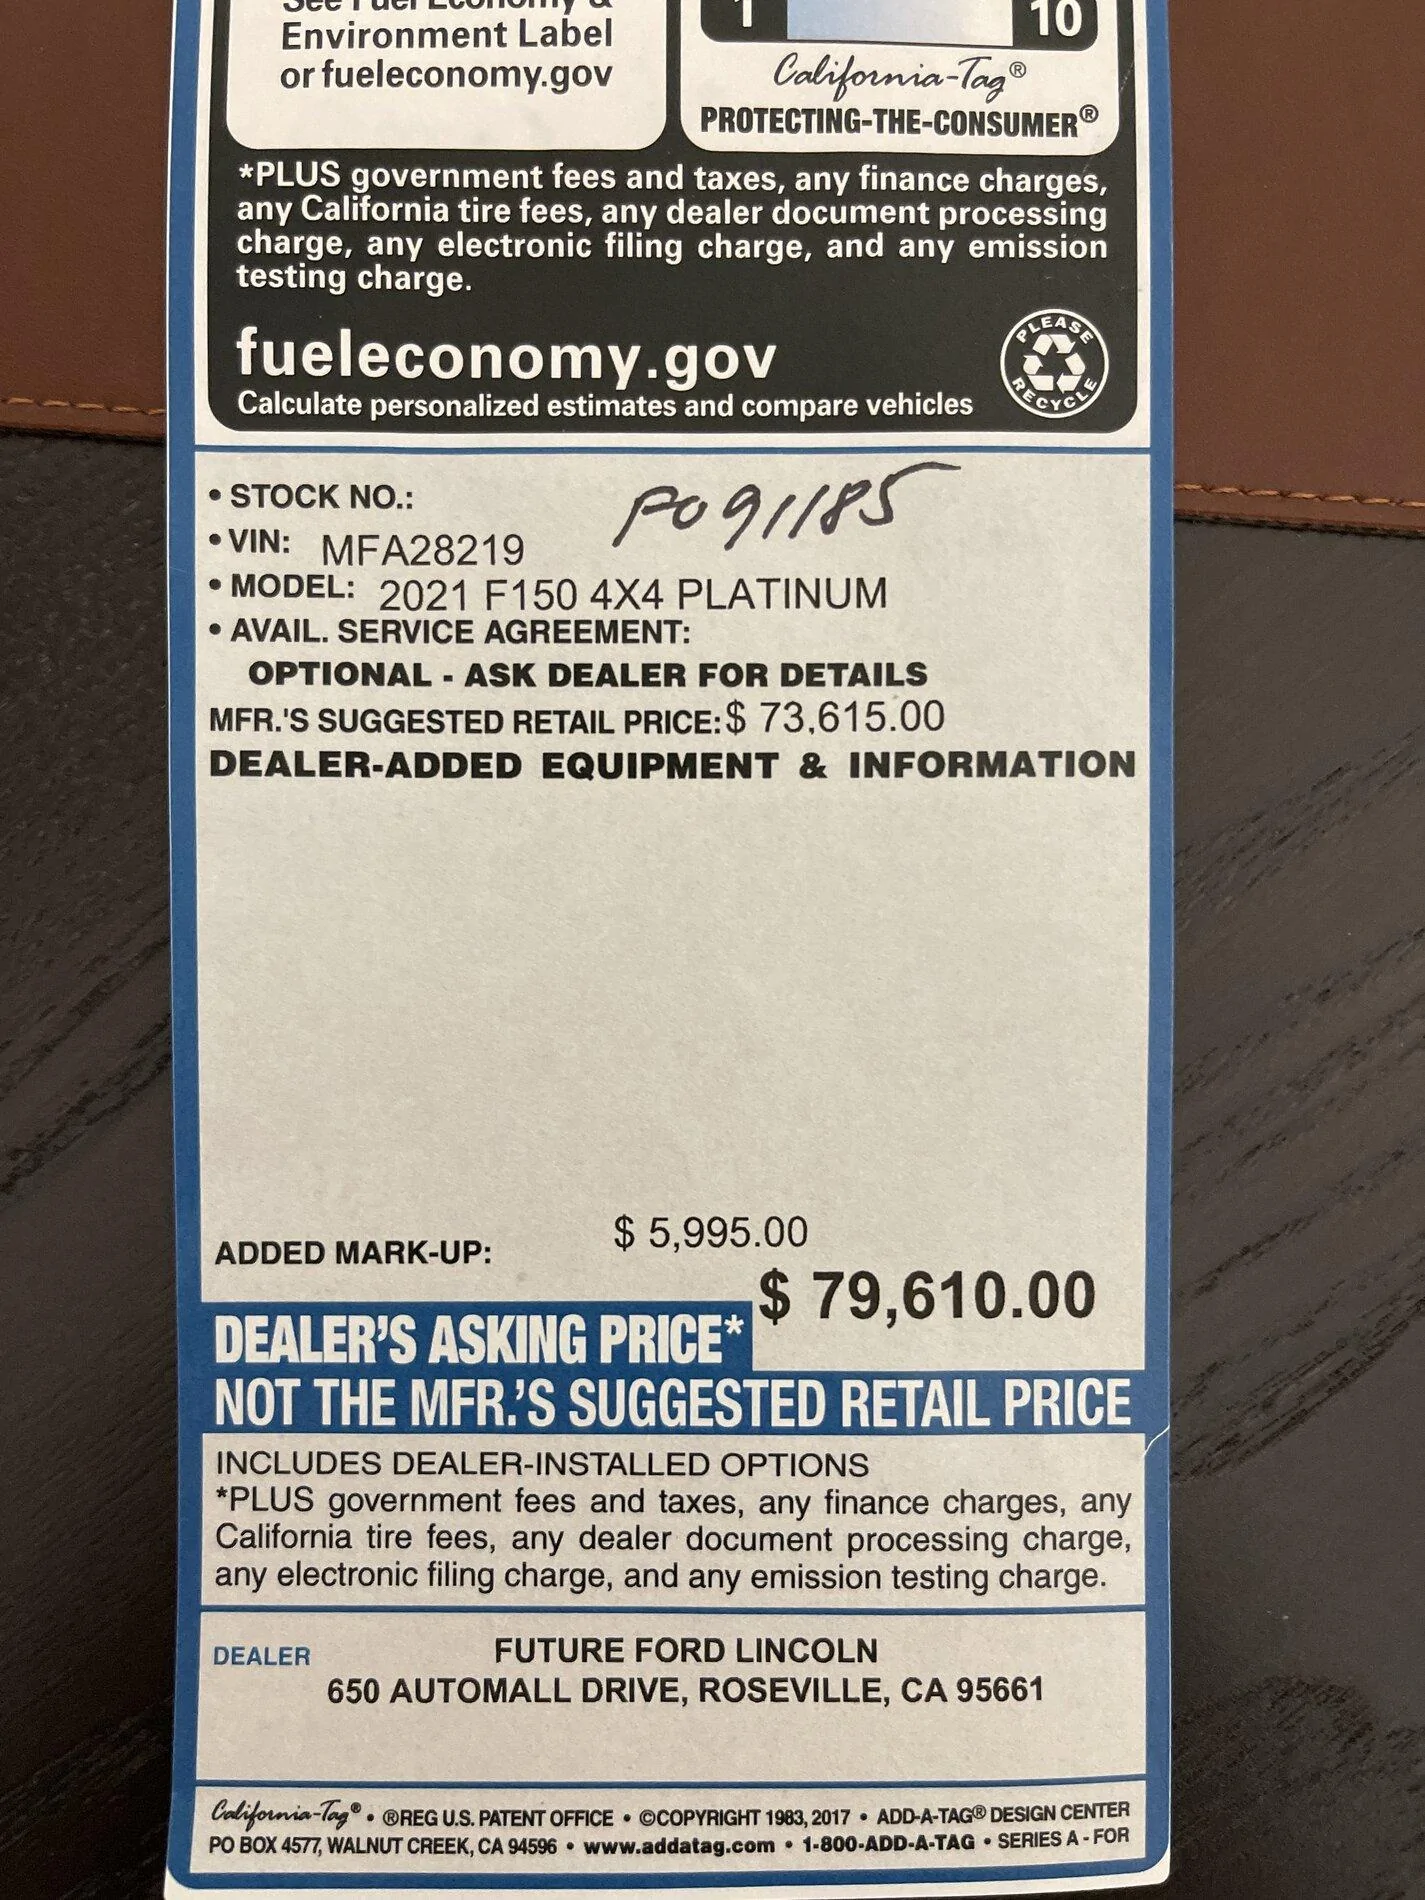 See Fuel Economy &
Environment Label
or fueleconomy.gov
1 10
California-Tag®
PROTECTING-THE-CONSUMER®
*PLUS government fees and taxes, any finance charges,
any California tire fees, any dealer document processing
charge, any electronic filing charge, and any emission
testing charge.
fueleconomy.gov
Calculate personalized estimates and compare vehicles
PLEASE RECYCLE
• STOCK NO.: P091185
• VIN: MFA28219
• MODEL: 2021 F150 4X4 PLATINUM
• AVAIL. SERVICE AGREEMENT:
OPTIONAL - ASK DEALER FOR DETAILS
MFR.'S SUGGESTED RETAIL PRICE: $ 73,615.00
DEALER-ADDED EQUIPMENT & INFORMATION
ADDED MARK-UP: $ 5,995.00
DEALER'S ASKING PRICE* $ 79,610.00
NOT THE MFR.'S SUGGESTED RETAIL PRICE
INCLUDES DEALER-INSTALLED OPTIONS
*PLUS government fees and taxes, any finance charges, any
California tire fees, any dealer document processing charge,
any electronic filing charge, and any emission testing charge.
DEALER FUTURE FORD LINCOLN
650 AUTOMALL DRIVE, ROSEVILLE, CA 95661
California-Tag® • ®REG U.S. PATENT OFFICE • ©COPYRIGHT 1983, 2017 • ADD-A-TAG® DESIGN CENTER
PO BOX 4577, WALNUT CREEK, CA 94596 • www.addatag.com • 1-800-ADD-A-TAG • SERIES A - FOR